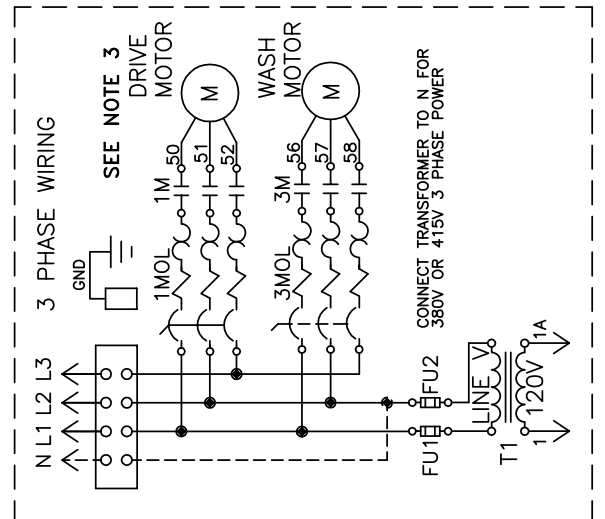 3 PHASE WIRING
SEE NOTE 3
DRIVE
MOTOR
WASH
MOTOR
M
M
GND
50
51
52
56
57
58
1M
3M
1MOL
3MOL
N L1 L2 L3
CONNECT TRANSFORMER TO N FOR
380V OR 415V 3 PHASE POWER
FU1
FU2
LINE V
T1
120V
1
1A